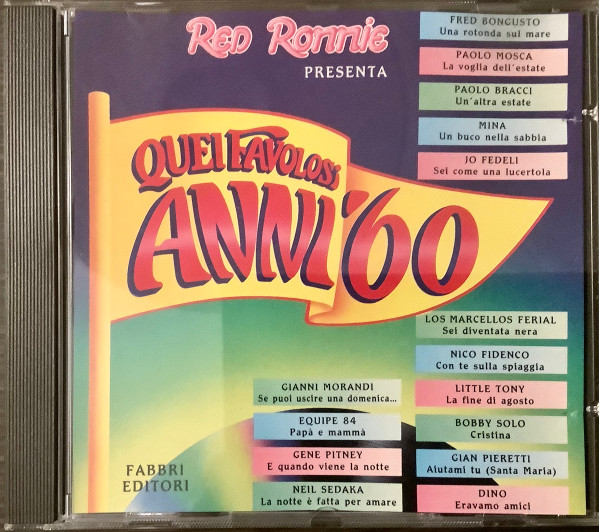 Red Ronnie
PRESENTA
QUEI FAVOLOSI
ANNI '60
FRED BONGUSTO
Una rotonda sul mare
PAOLO MOSCA
La voglia dell'estate
PAOLO BRACCI
Un'altra estate
MINA
Un buco nella sabbia
JO FEDELI
Sei come una lucertola
LOS MARCELLOS FERIAL
Sei diventata nera
NICO FIDENCO
Con te sulla spiaggia
LITTLE TONY
La fine di agosto
BOBBY SOLO
Cristina
GIAN PIERETTI
Aiutami tu (Santa Maria)
DINO
Eravamo amici
GIANNI MORANDI
Se puoi uscire una domenica...
EQUIPE 84
Papà e mammà
GENE PITNEY
E quando viene la notte
NEIL SEDAKA
La notte è fatta per amare
FABBRI
EDITORI